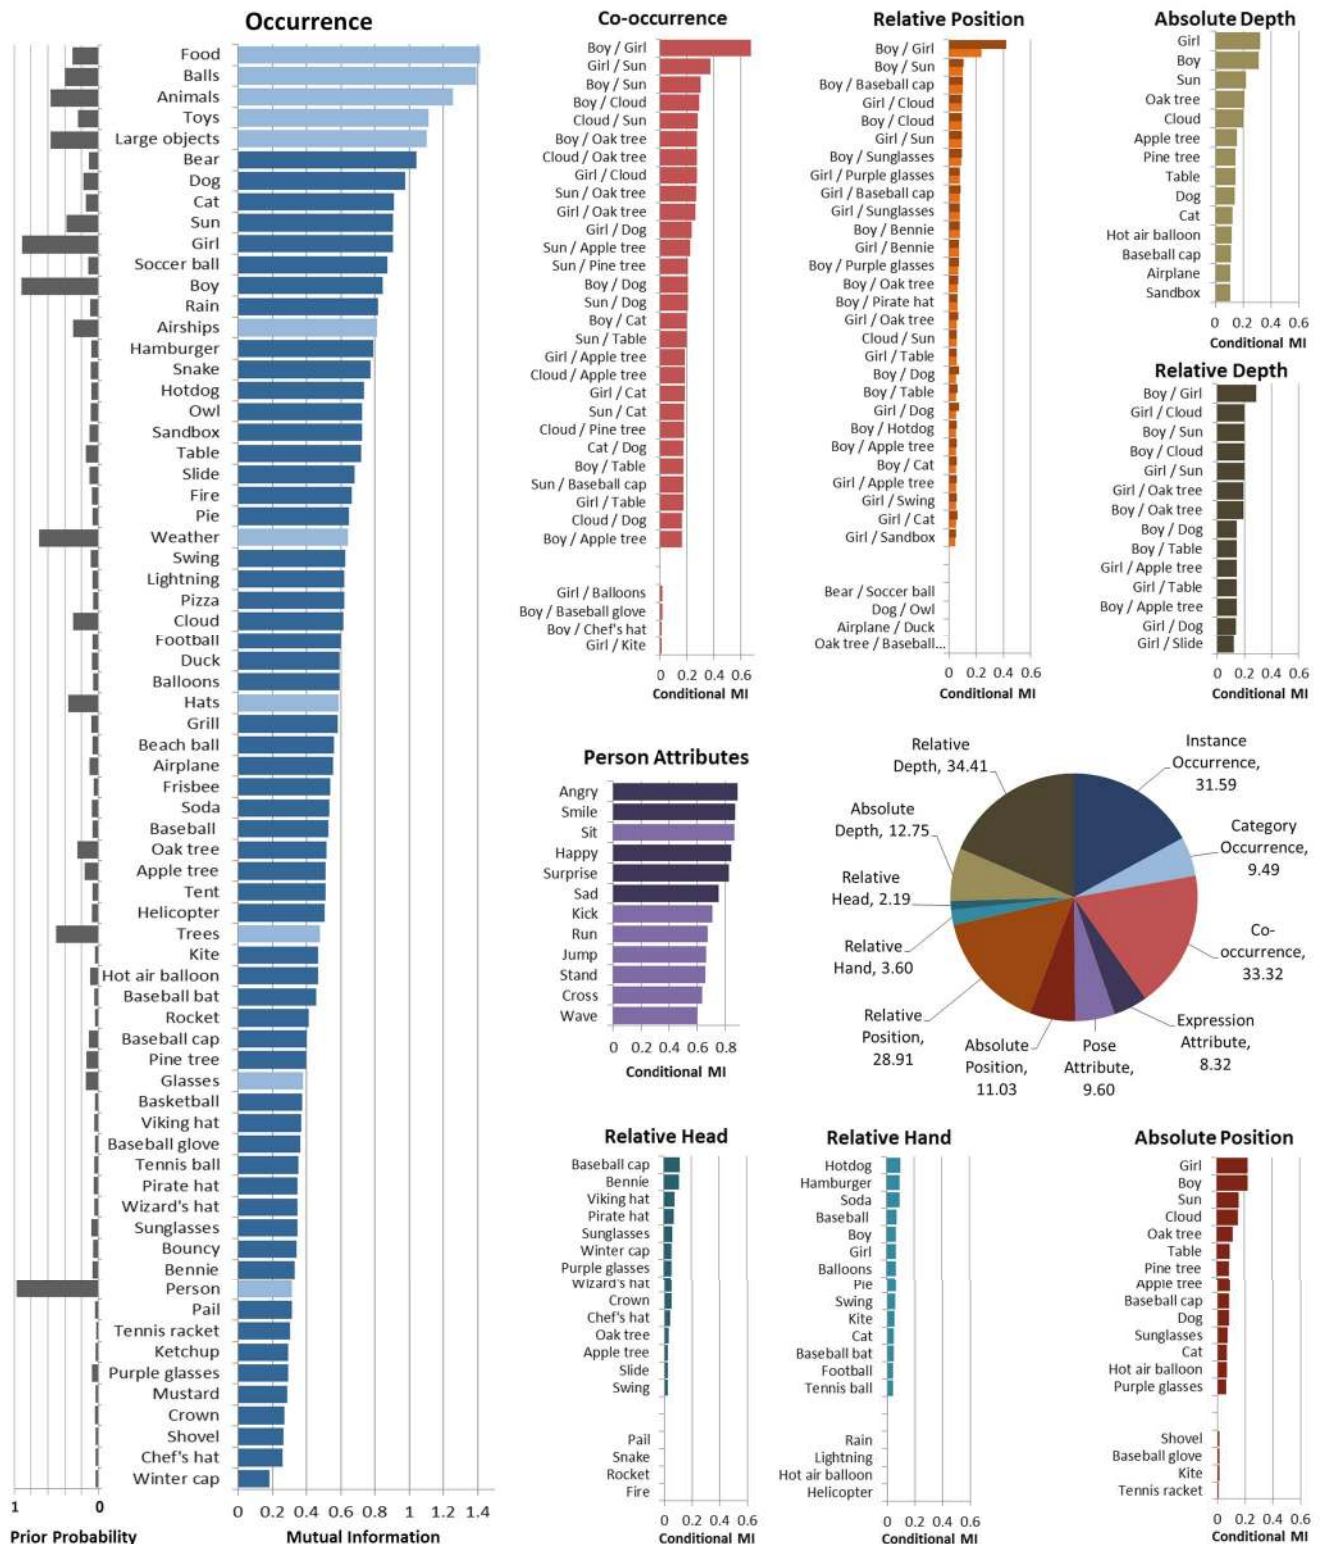 Occurrence
Food
Balls
Animals
Toys
Large objects
Bear
Dog
Cat
Sun
Girl
Soccer ball
Boy
Rain
Airships
Hamburger
Snake
Hotdog
Owl
Sandbox
Table
Slide
Fire
Pie
Weather
Swing
Lightning
Pizza
Cloud
Football
Duck
Balloons
Hats
Grill
Beach ball
Airplane
Frisbee
Soda
Baseball
Oak tree
Apple tree
Tent
Helicopter
Trees
Kite
Hot air balloon
Baseball bat
Rocket
Baseball cap
Pine tree
Glasses
Basketball
Viking hat
Baseball glove
Tennis ball
Pirate hat
Wizard's hat
Sunglasses
Bouncy
Bennie
Person
Pail
Tennis racket
Ketchup
Purple glasses
Mustard
Crown
Shovel
Chef's hat
Winter cap
1 0
0 0.2 0.4 0.6 0.8 1 1.2 1.4
Prior Probability
Mutual Information
Co-occurrence
Boy / Girl
Girl / Sun
Boy / Sun
Boy / Cloud
Cloud / Sun
Boy / Oak tree
Cloud / Oak tree
Girl / Cloud
Sun / Oak tree
Girl / Oak tree
Girl / Dog
Sun / Apple tree
Sun / Pine tree
Boy / Dog
Sun / Dog
Boy / Cat
Sun / Table
Girl / Apple tree
Cloud / Apple tree
Girl / Cat
Sun / Cat
Cloud / Pine tree
Cat / Dog
Boy / Table
Sun / Baseball cap
Girl / Table
Cloud / Dog
Boy / Apple tree
Girl / Balloons
Boy / Baseball glove
Boy / Chef's hat
Girl / Kite
0 0.2 0.4 0.6
Conditional MI
Relative Position
Boy / Girl
Boy / Sun
Boy / Baseball cap
Girl / Cloud
Boy / Cloud
Girl / Sun
Boy / Sunglasses
Girl / Purple glasses
Girl / Baseball cap
Girl / Sunglasses
Boy / Bennie
Girl / Bennie
Boy / Purple glasses
Boy / Oak tree
Boy / Pirate hat
Girl / Oak tree
Cloud / Sun
Girl / Table
Boy / Dog
Boy / Table
Girl / Dog
Boy / Hotdog
Boy / Apple tree
Boy / Cat
Girl / Apple tree
Girl / Swing
Girl / Cat
Girl / Sandbox
Bear / Soccer ball
Dog / Owl
Airplane / Duck
Oak tree / Baseball...
0 0.2 0.4 0.6
Conditional MI
Absolute Depth
Girl
Boy
Sun
Oak tree
Cloud
Apple tree
Pine tree
Table
Dog
Cat
Hot air balloon
Baseball cap
Airplane
Sandbox
0 0.2 0.4 0.6
Conditional MI
Relative Depth
Boy / Girl
Girl / Cloud
Boy / Sun
Boy / Cloud
Girl / Sun
Girl / Oak tree
Boy / Oak tree
Boy / Dog
Boy / Table
Girl / Apple tree
Girl / Table
Boy / Apple tree
Girl / Dog
Girl / Slide
0 0.2 0.4 0.6
Conditional MI
Person Attributes
Angry
Smile
Sit
Happy
Surprise
Sad
Kick
Run
Jump
Stand
Cross
Wave
0 0.2 0.4 0.6 0.8
Conditional MI
Relative
Depth, 34.41
Instance
Occurrence,
31.59
Absolute
Depth, 12.75
Category
Occurrence,
9.49
Relative
Head, 2.19
Co-
occurrence,
33.32
Relative
Hand, 3.60
Relative
Position,
28.91
Absolute
Position,
11.03
Pose
Attribute,
9.60
Expression
Attribute,
8.32
Relative Head
Baseball cap
Bennie
Viking hat
Pirate hat
Sunglasses
Winter cap
Purple glasses
Wizard's hat
Crown
Chef's hat
Oak tree
Apple tree
Slide
Swing
Pail
Snake
Rocket
Fire
0 0.2 0.4 0.6
Conditional MI
Relative Hand
Hotdog
Hamburger
Soda
Baseball
Boy
Girl
Balloons
Pie
Swing
Kite
Cat
Baseball bat
Football
Tennis ball
Rain
Lightning
Hot air balloon
Helicopter
0 0.2 0.4 0.6
Conditional MI
Absolute Position
Girl
Boy
Sun
Cloud
Oak tree
Table
Pine tree
Apple tree
Baseball cap
Dog
Sunglasses
Cat
Hot air balloon
Purple glasses
Shovel
Baseball glove
Kite
Tennis racket
0 0.2 0.4 0.6
Conditional MI